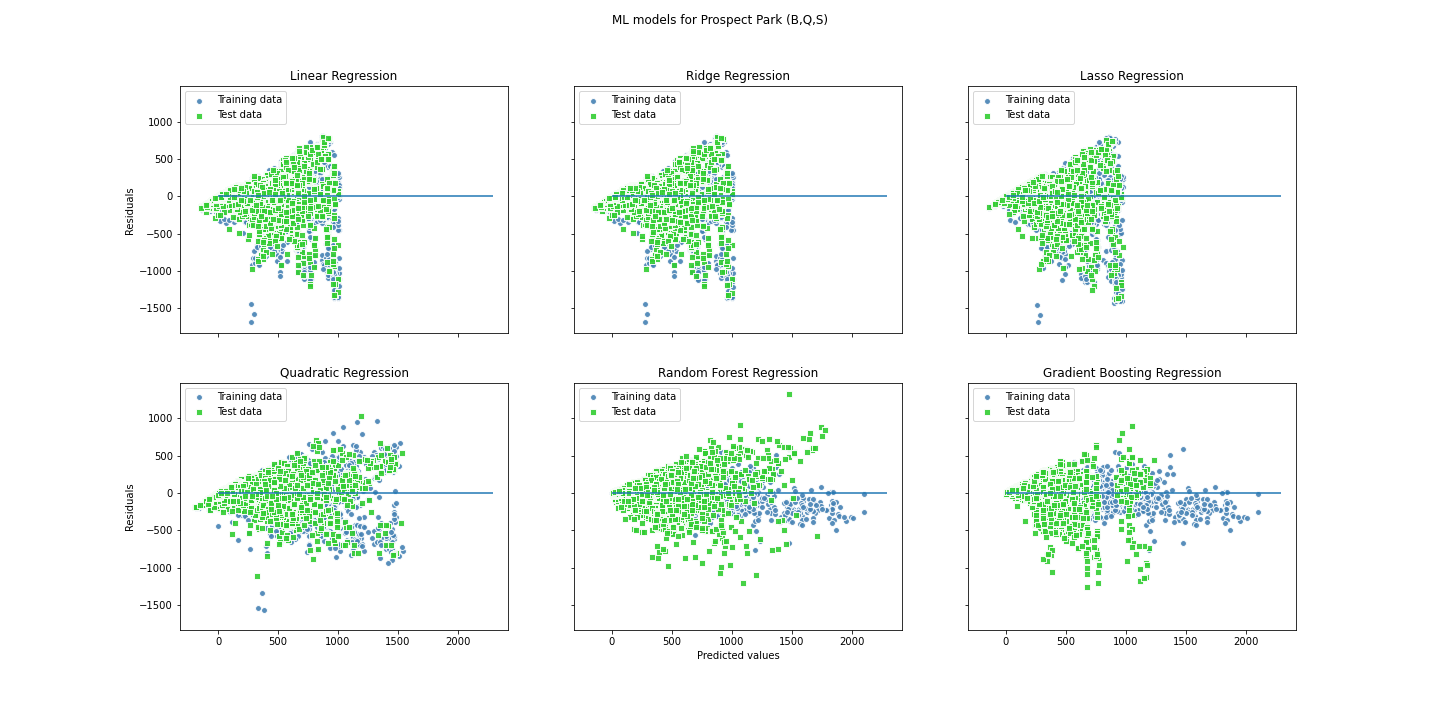 ML models for Prospect Park (B,Q,S)
Linear Regression
Training data
Test data
1000
500
0
−500
−1000
−1500
Residuals
Ridge Regression
Training data
Test data
Lasso Regression
Training data
Test data
Quadratic Regression
Training data
Test data
1000
500
0
−500
−1000
−1500
Residuals
0 500 1000 1500 2000
Random Forest Regression
Training data
Test data
0 500 1000 1500 2000
Predicted values
Gradient Boosting Regression
Training data
Test data
0 500 1000 1500 2000